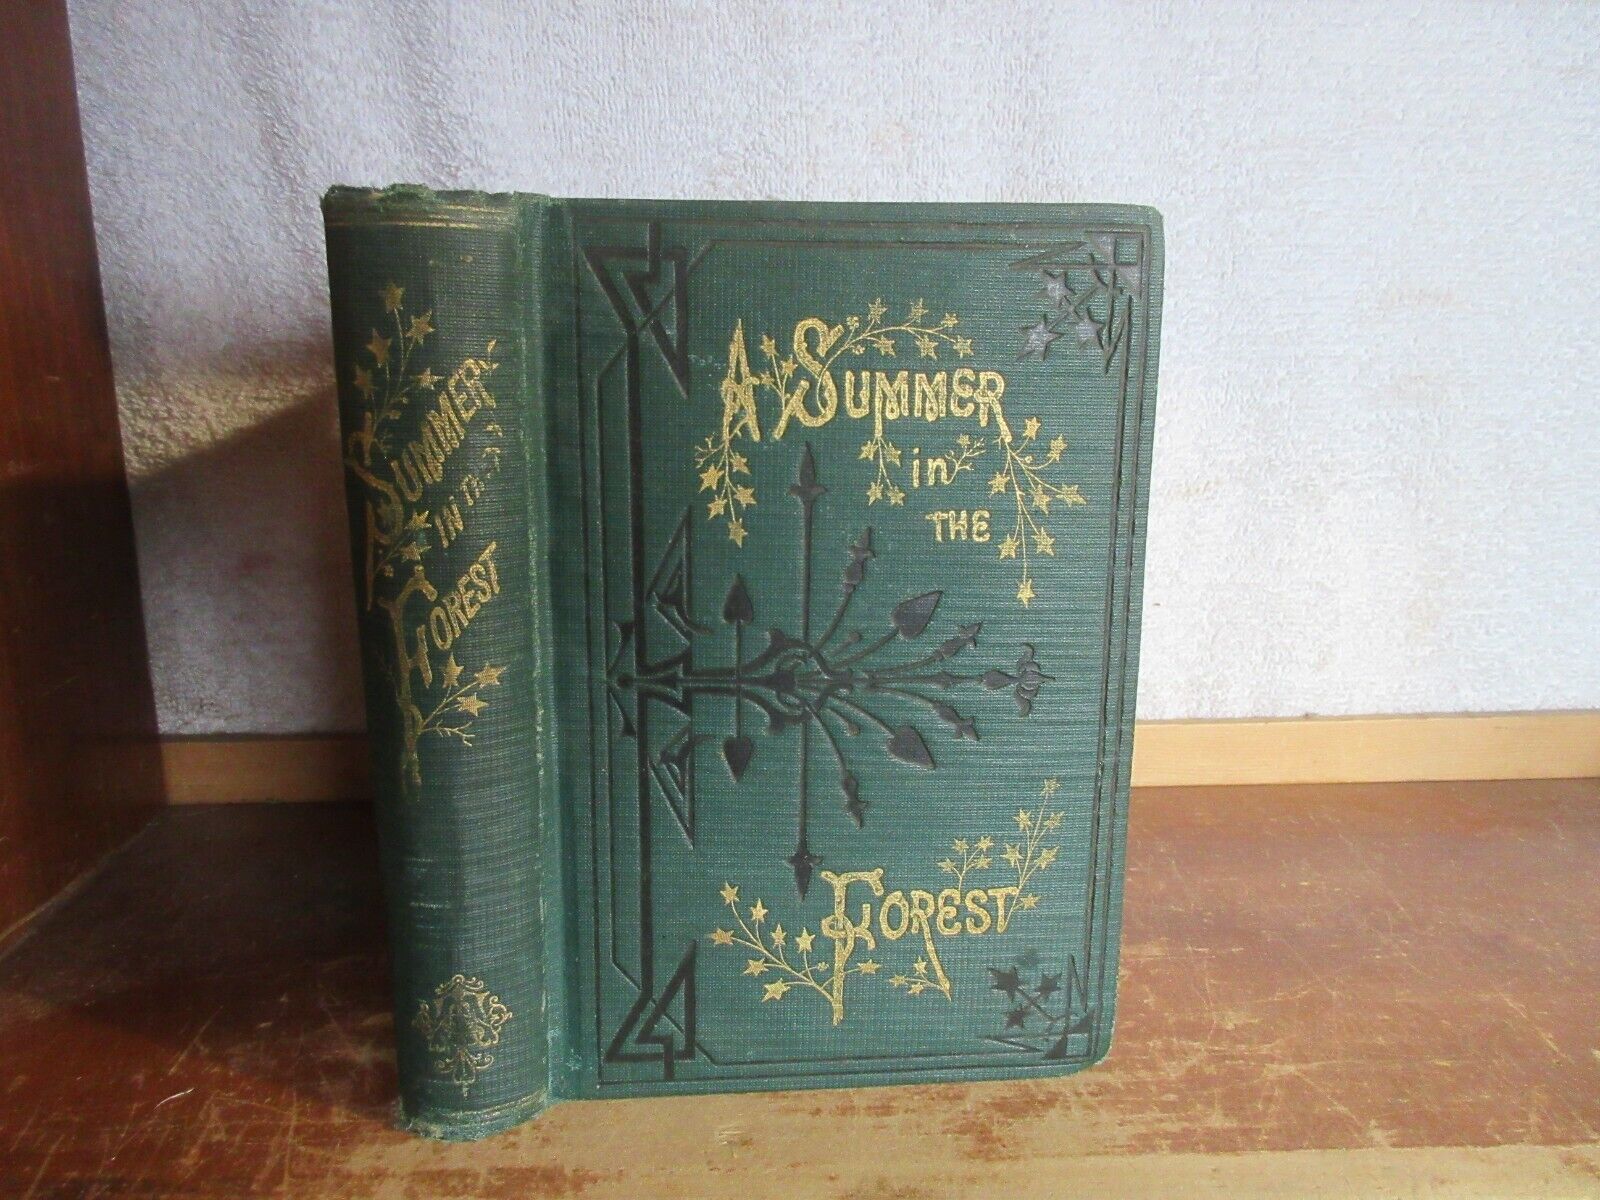 SUMMER
IN THE
FOREST
A SUMMER
in
THE
FOREST